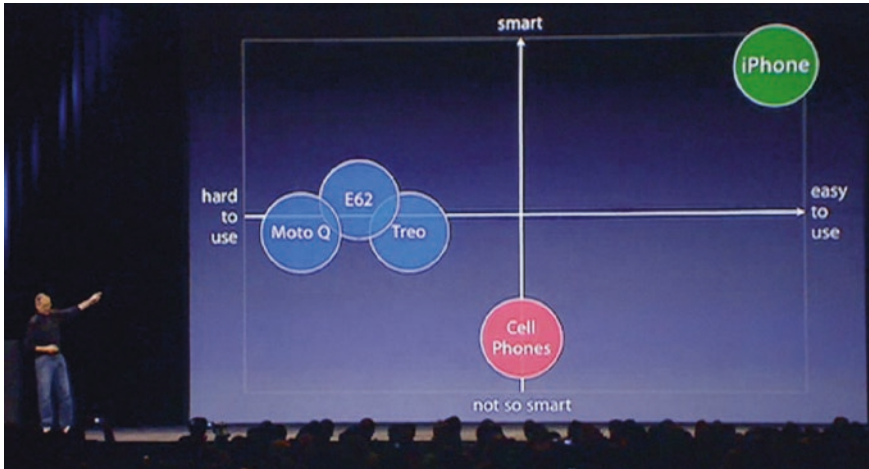 smart
iPhone
hard
to
use
E62
Moto Q
Treo
easy
to
use
Cell
Phones
not so smart